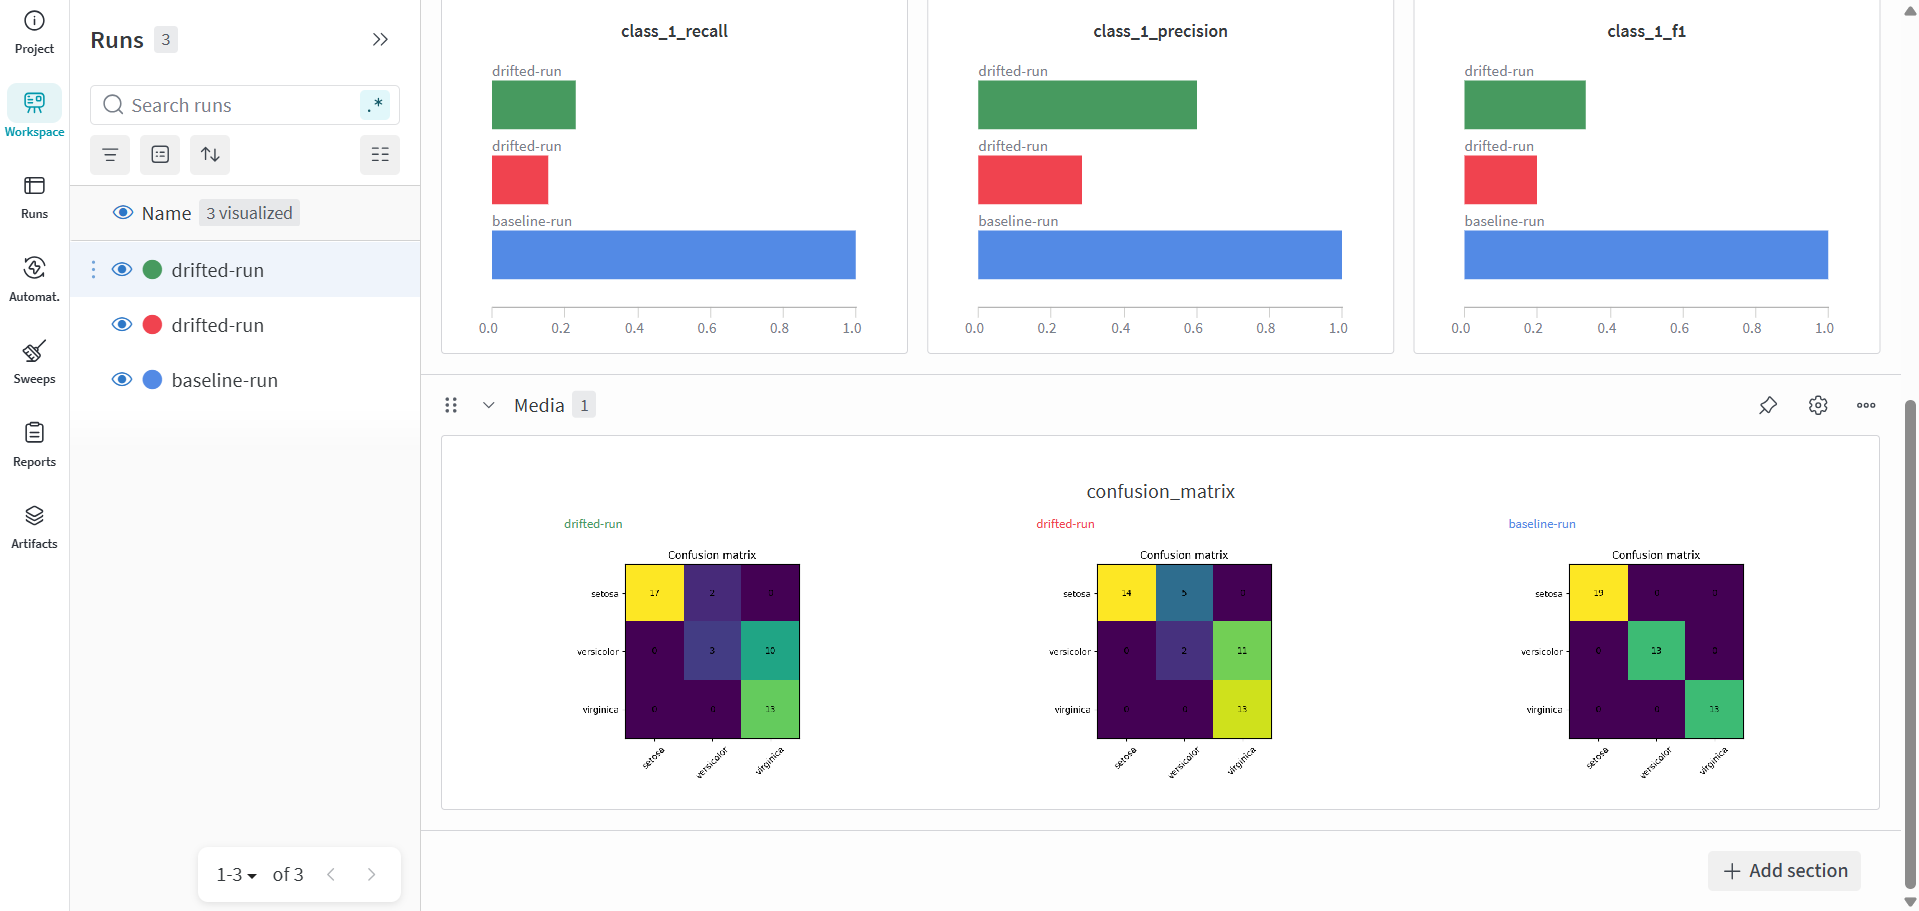 Project
Workspace
Runs
Automat.
Sweeps
Reports
Artifacts
Runs 3
Search runs .*
Name 3 visualized
drifted-run
drifted-run
baseline-run
1-3 of 3
class_1_recall
drifted-run
drifted-run
baseline-run
0.0 0.2 0.4 0.6 0.8 1.0
class_1_precision
drifted-run
drifted-run
baseline-run
0.0 0.2 0.4 0.6 0.8 1.0
class_1_f1
drifted-run
drifted-run
baseline-run
0.0 0.2 0.4 0.6 0.8 1.0
Media 1
confusion_matrix
drifted-run
Confusion matrix
setosa 17 2 0
versicolor 0 3 10
virginica 0 0 13
setosa versicolor virginica
drifted-run
Confusion matrix
setosa 14 5 0
versicolor 0 2 11
virginica 0 0 13
setosa versicolor virginica
baseline-run
Confusion matrix
setosa 19 0 0
versicolor 0 13 0
virginica 0 0 13
setosa versicolor virginica
Add section